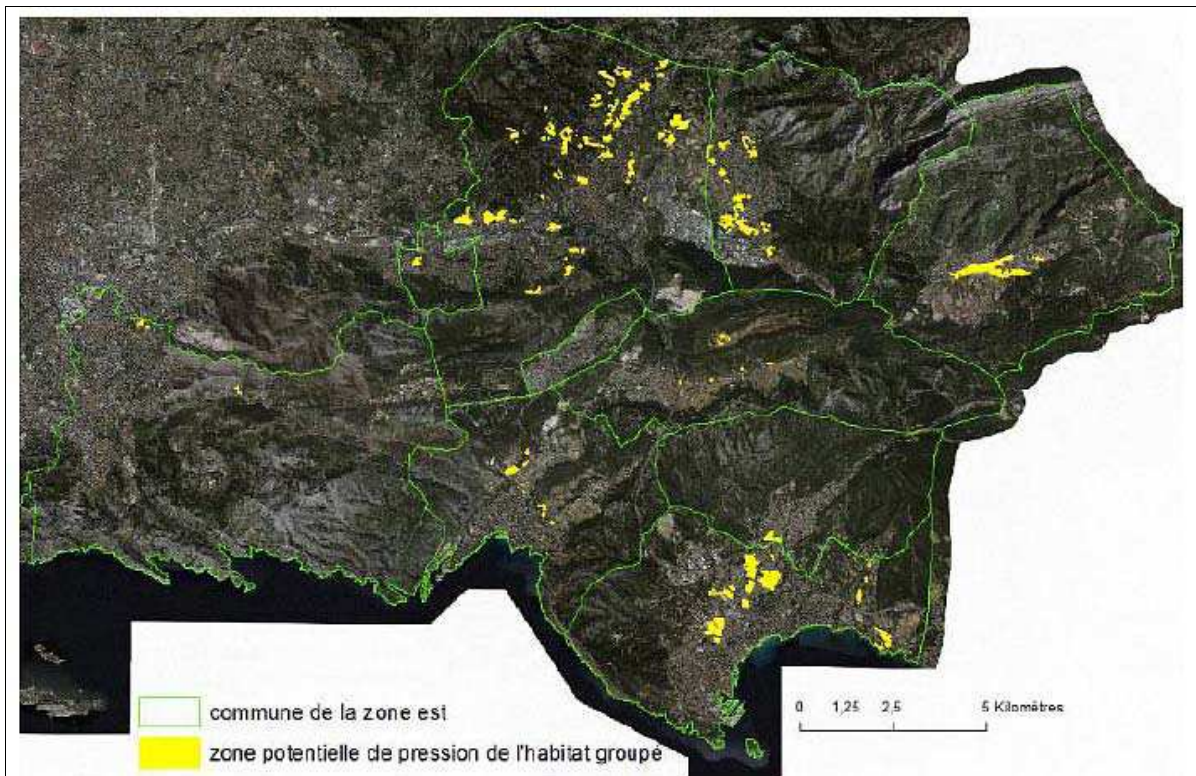 commune de la zone est
zone potentielle de pression de l'habitat groupé
0 1,25 2,5 5 Kilomètres